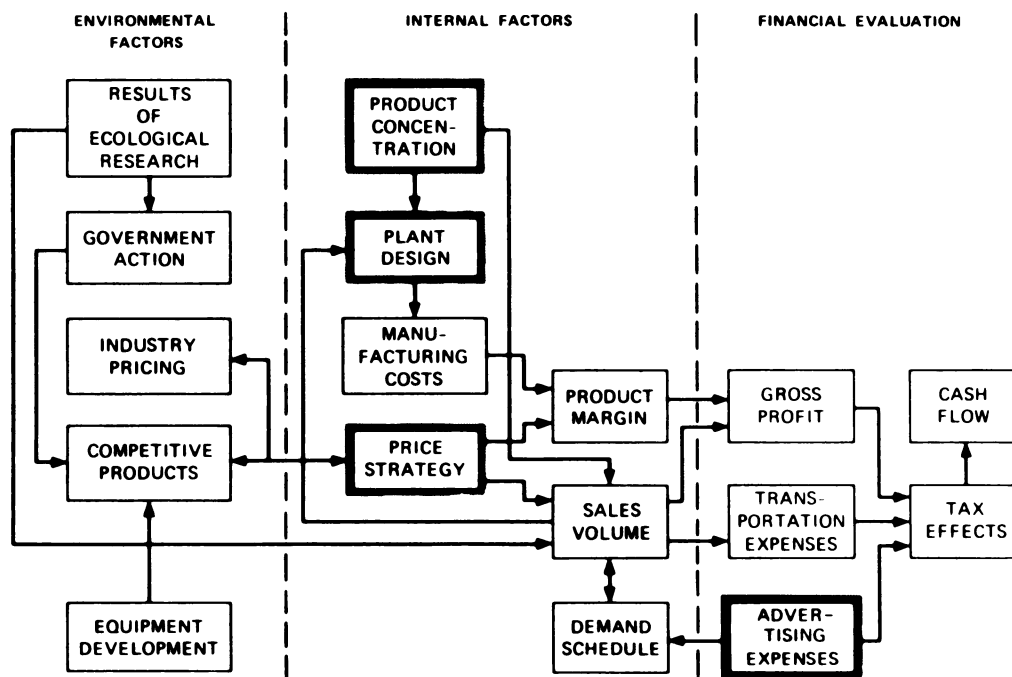 ENVIRONMENTAL
FACTORS
INTERNAL FACTORS
FINANCIAL EVALUATION
RESULTS
OF
ECOLOGICAL
RESEARCH
GOVERNMENT
ACTION
INDUSTRY
PRICING
COMPETITIVE
PRODUCTS
EQUIPMENT
DEVELOPMENT
PRODUCT
CONCEN-
TRATION
PLANT
DESIGN
MANU-
FACTURING
COSTS
PRICE
STRATEGY
PRODUCT
MARGIN
SALES
VOLUME
DEMAND
SCHEDULE
GROSS
PROFIT
TRANS-
PORTATION
EXPENSES
ADVER-
TISING
EXPENSES
CASH
FLOW
TAX
EFFECTS